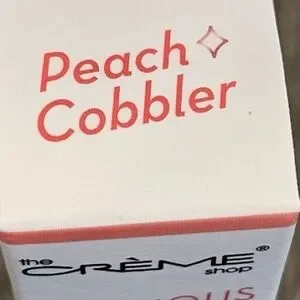 Peach
Cobbler
the
CRÈME®
shop